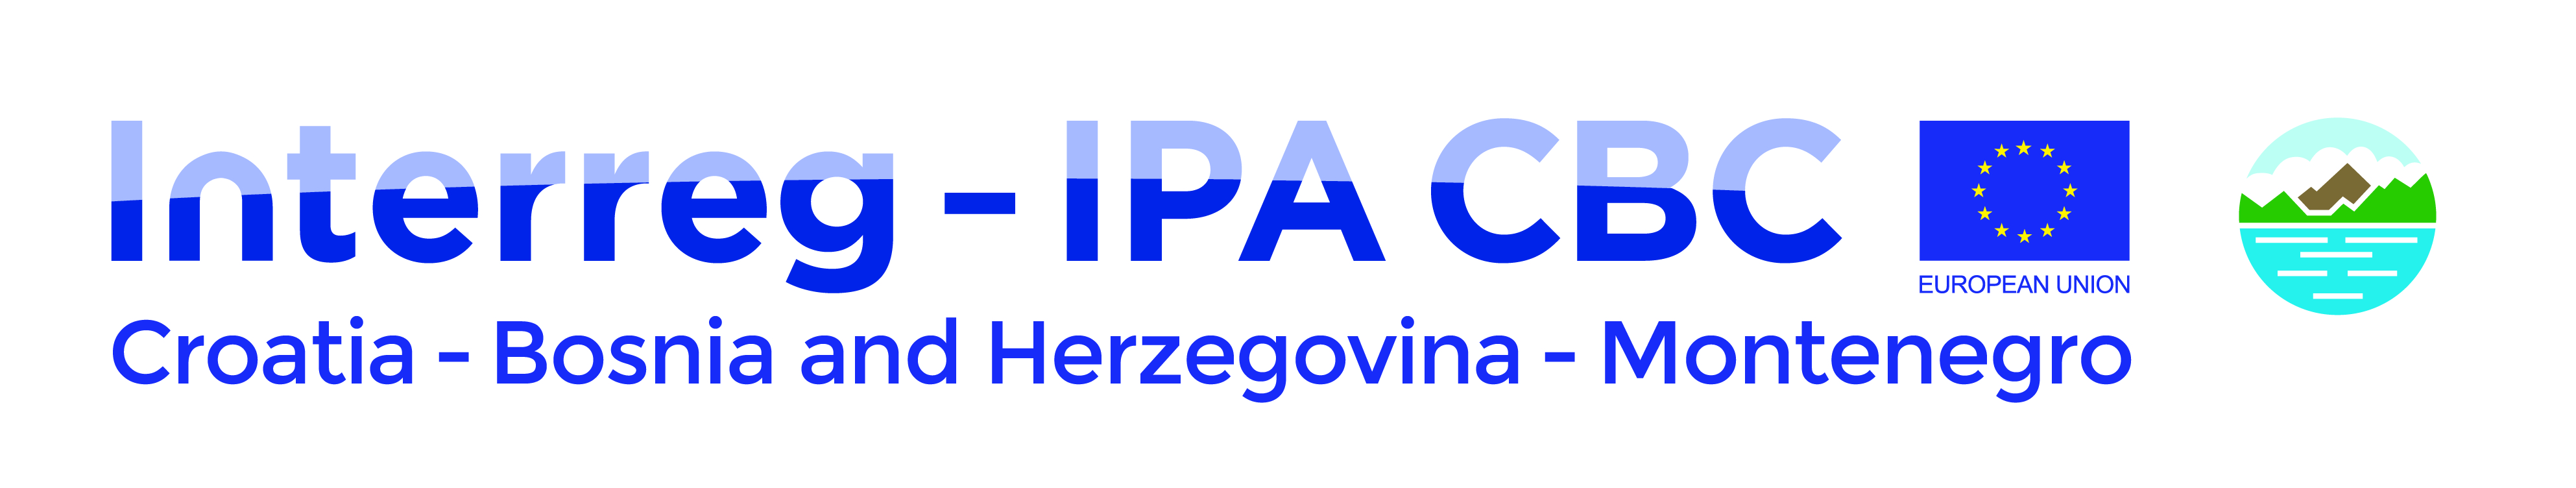 Interreg - IPA CBC
EUROPEAN UNION
Croatia - Bosnia and Herzegovina - Montenegro